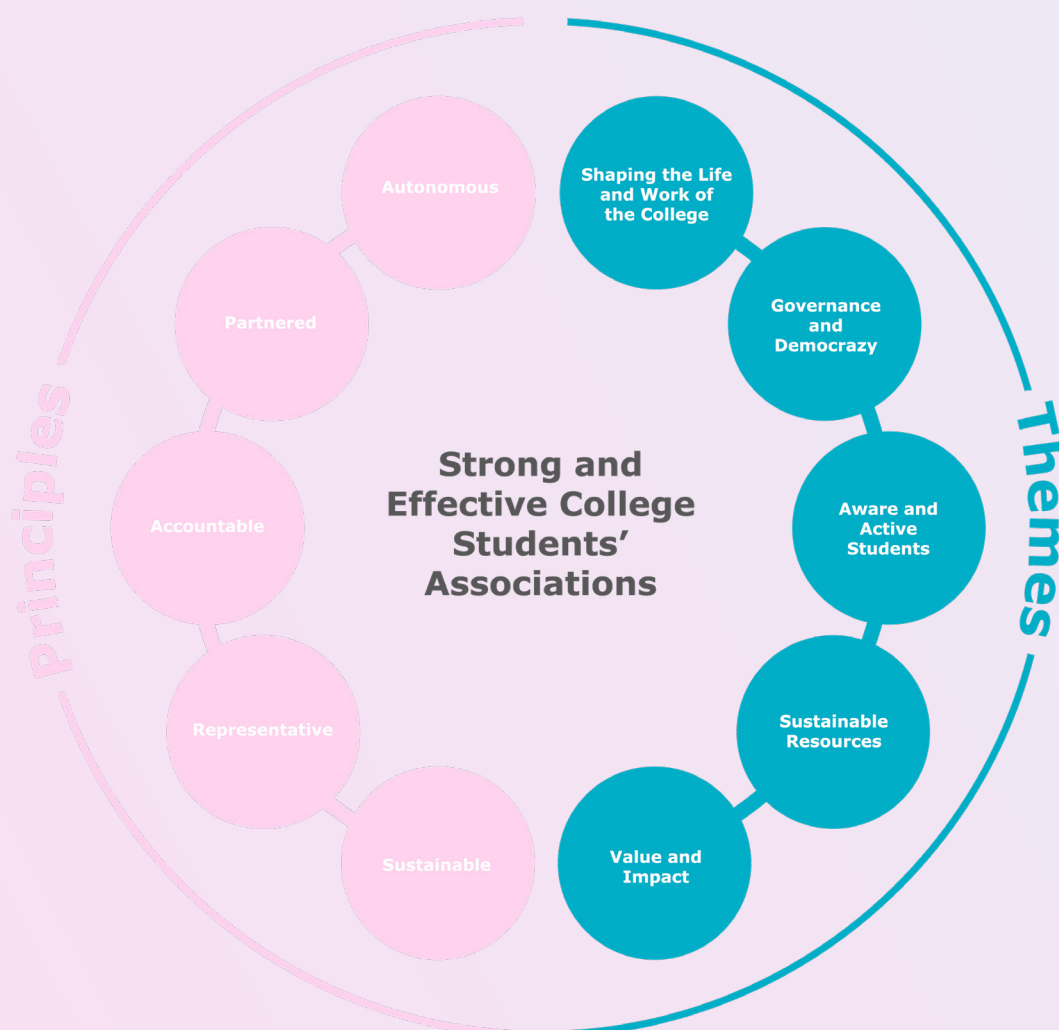 Autonomous
Partnered
Accountable
Representative
Sustainable
Principles
Strong and
Effective College
Students’
Associations
Shaping the Life
and Work of
the College
Governance
and
Democrazy
Aware and
Active
Students
Sustainable
Resources
Value and
Impact
Themes